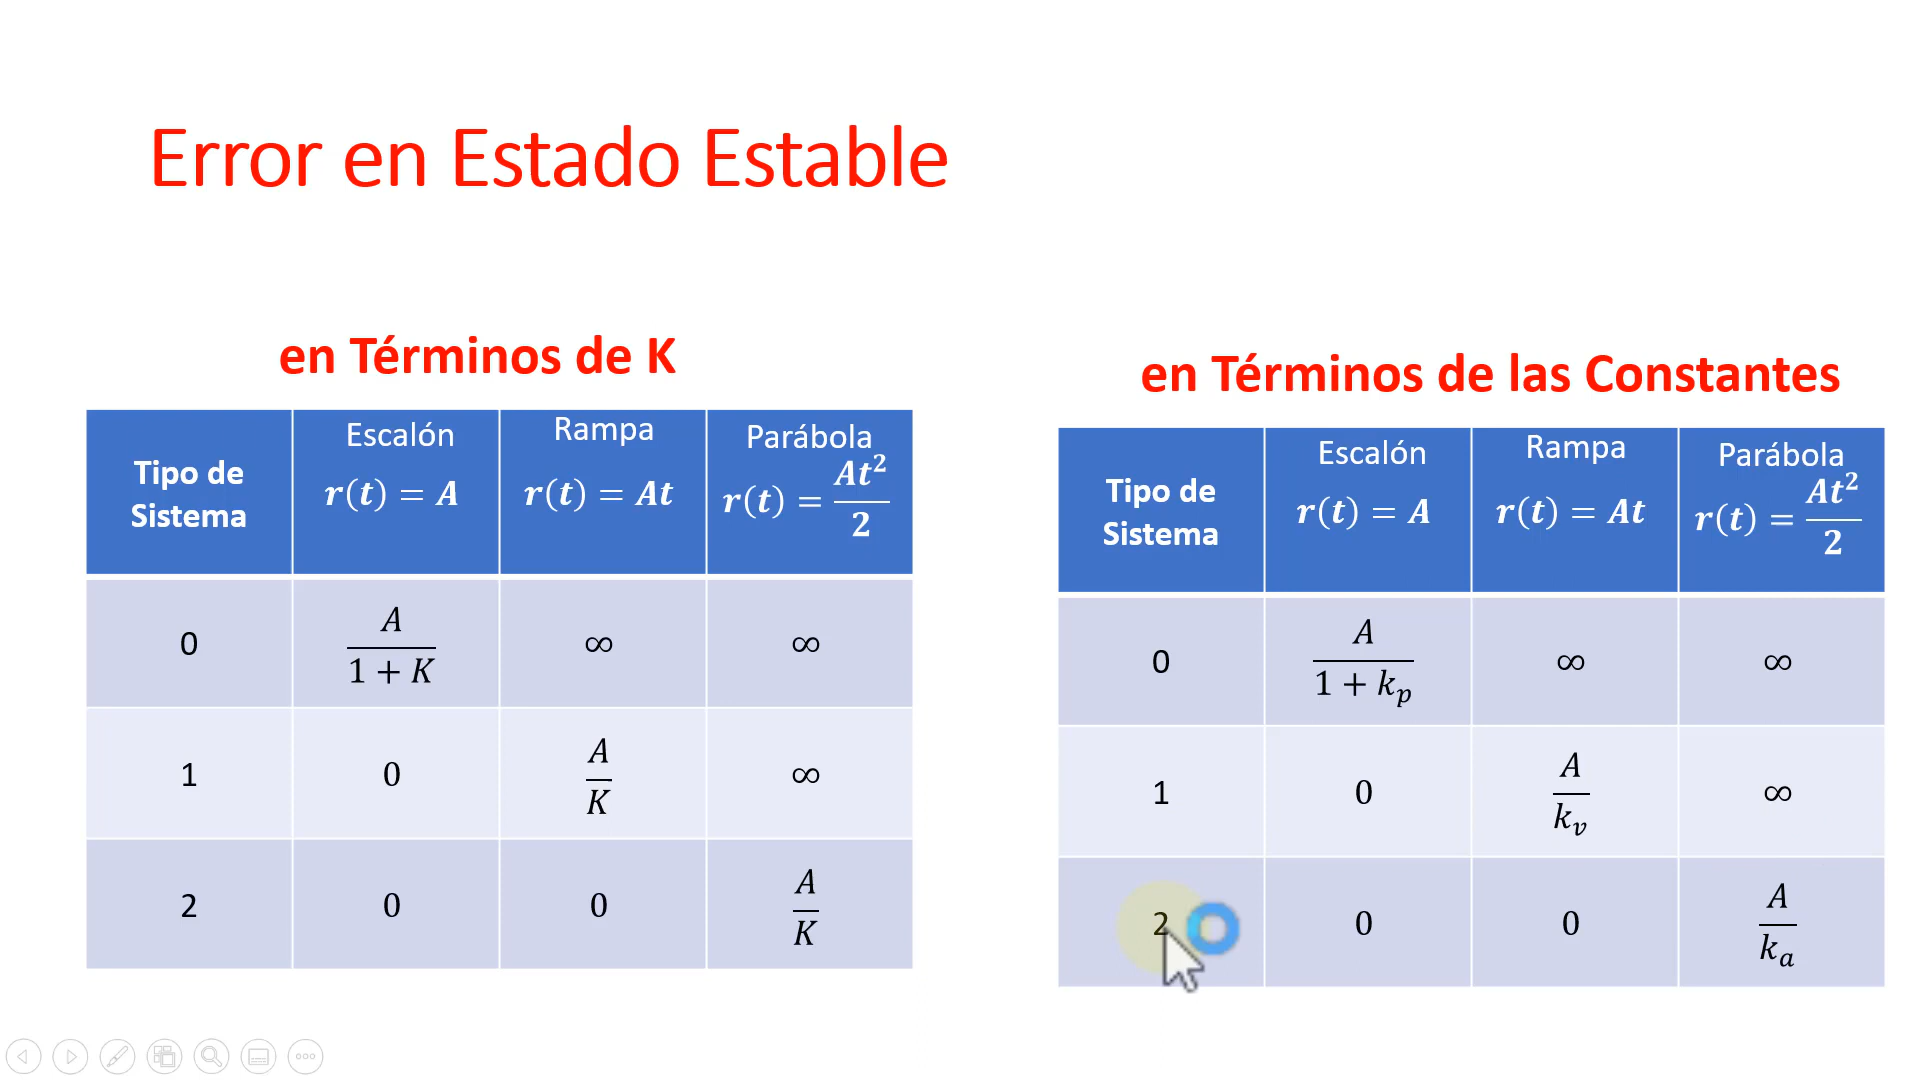 Error en Estado Estable
en Términos de K
Tipo de Sistema | Escalón r(t) = A | Rampa r(t) = At | Parábola r(t) = At²/2
0 | A/(1 + K) | ∞ | ∞
1 | 0 | A/K | ∞
2 | 0 | 0 | A/K
en Términos de las Constantes
Tipo de Sistema | Escalón r(t) = A | Rampa r(t) = At | Parábola r(t) = At²/2
0 | A/(1 + k_p) | ∞ | ∞
1 | 0 | A/k_v | ∞
2 | 0 | 0 | A/k_a